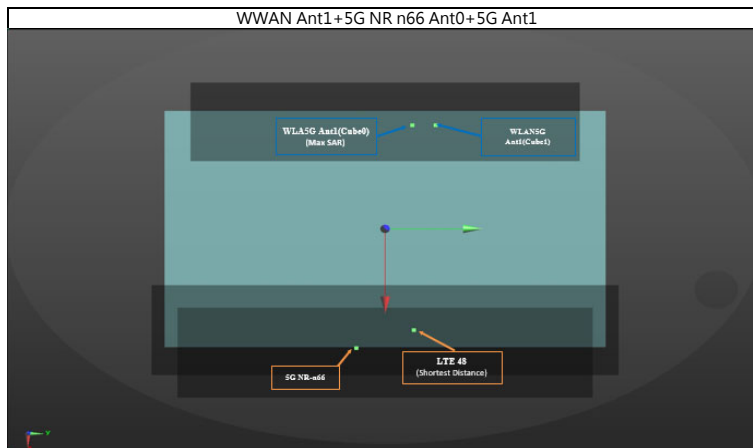 WWAN Ant1+5G NR n66 Ant0+5G Ant1
WLA5G Ant1(Cube0)
(Max SAR)
WLAN5G
Ant1(Cube1)
LTE 48
(Shortest Distance)
5G NR-n66